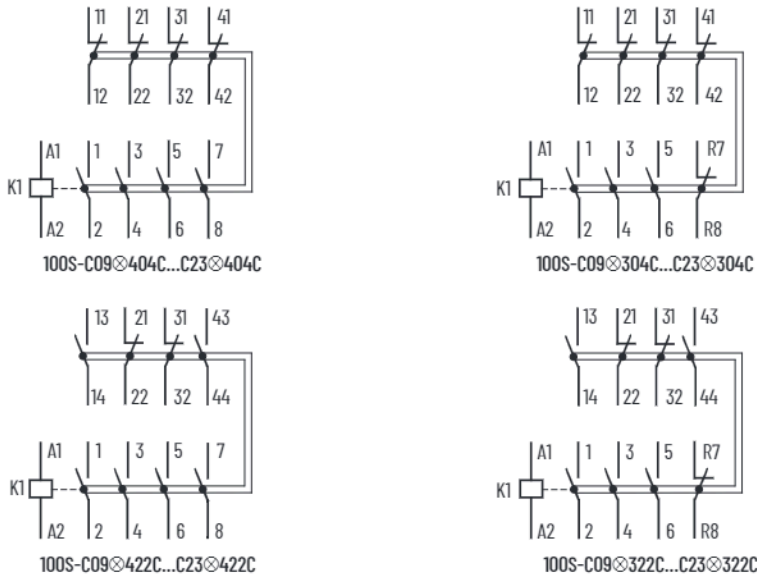 11 21 31 41
12 22 32 42
A1 1 3 5 7
K1
A2 2 4 6 8
100S-C09⊗404C...C23⊗404C
11 21 31 41
12 22 32 42
A1 1 3 5 R7
K1
A2 2 4 6 R8
100S-C09⊗304C...C23⊗304C
13 21 31 43
14 22 32 44
A1 1 3 5 7
K1
A2 2 4 6 8
100S-C09⊗422C...C23⊗422C
13 21 31 43
14 22 32 44
A1 1 3 5 R7
K1
A2 2 4 6 R8
100S-C09⊗322C...C23⊗322C